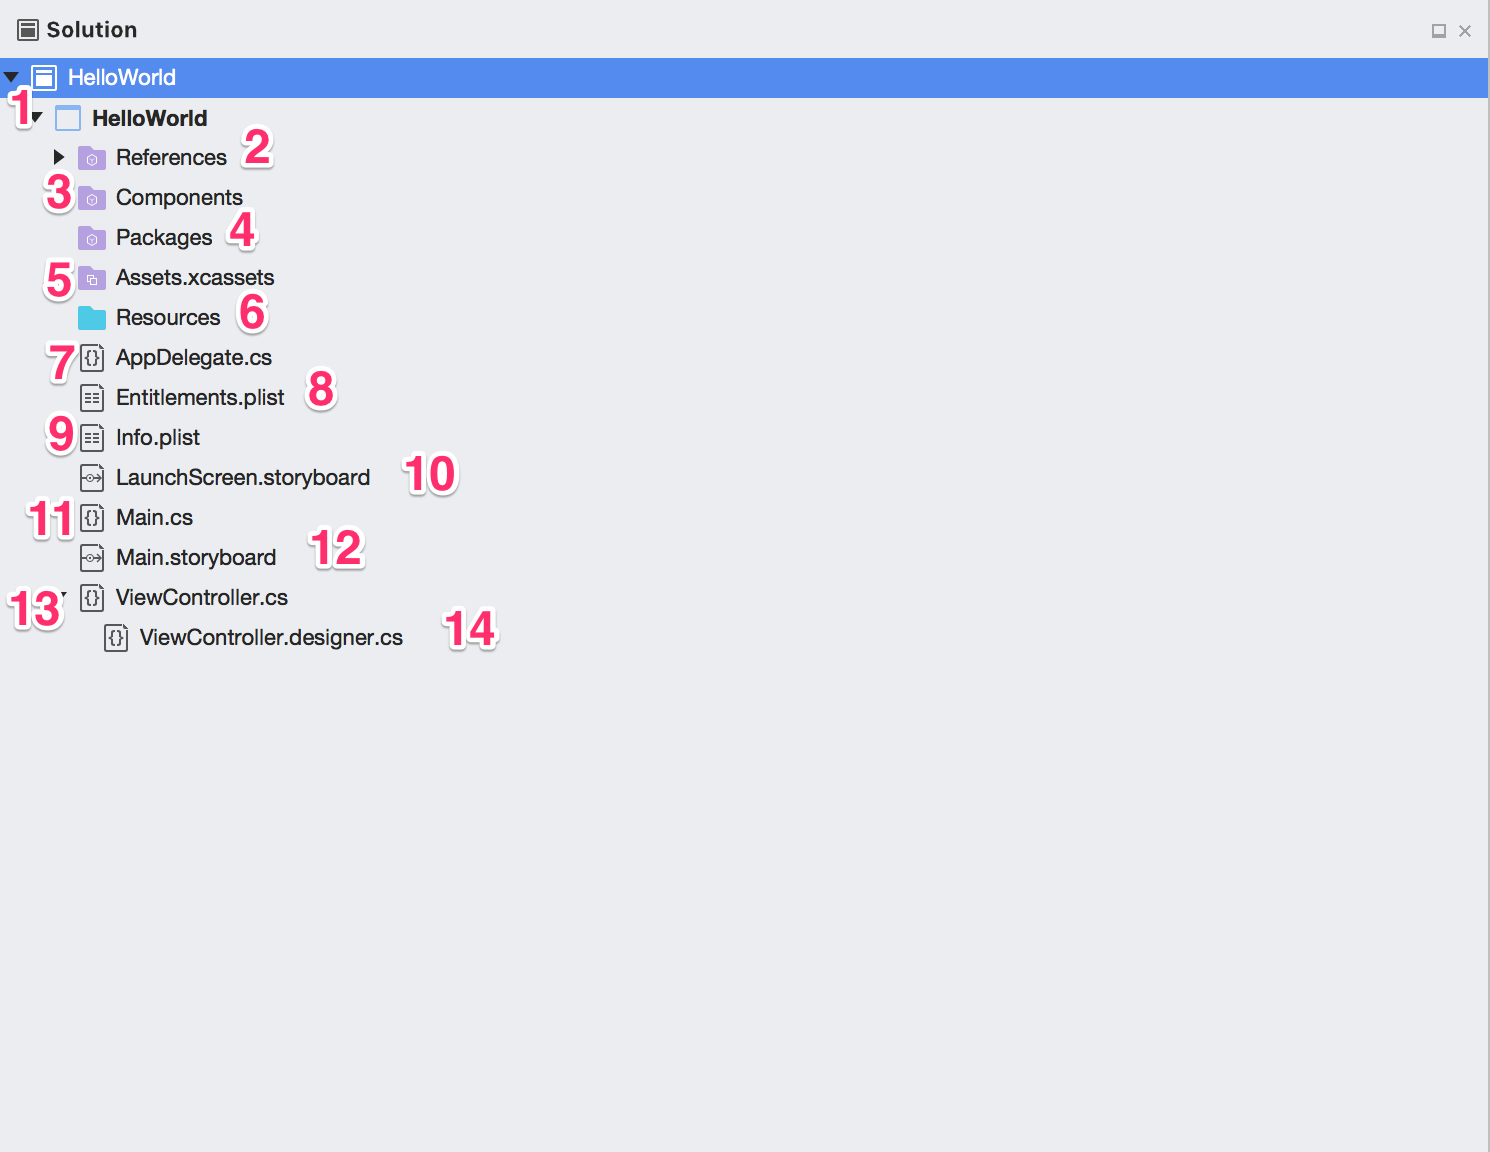 Solution
HelloWorld
1 HelloWorld
References 2
3 Components
Packages 4
5 Assets.xcassets
Resources 6
7 AppDelegate.cs
Entitlements.plist 8
9 Info.plist
LaunchScreen.storyboard 10
11 Main.cs
Main.storyboard 12
13 ViewController.cs
ViewController.designer.cs 14